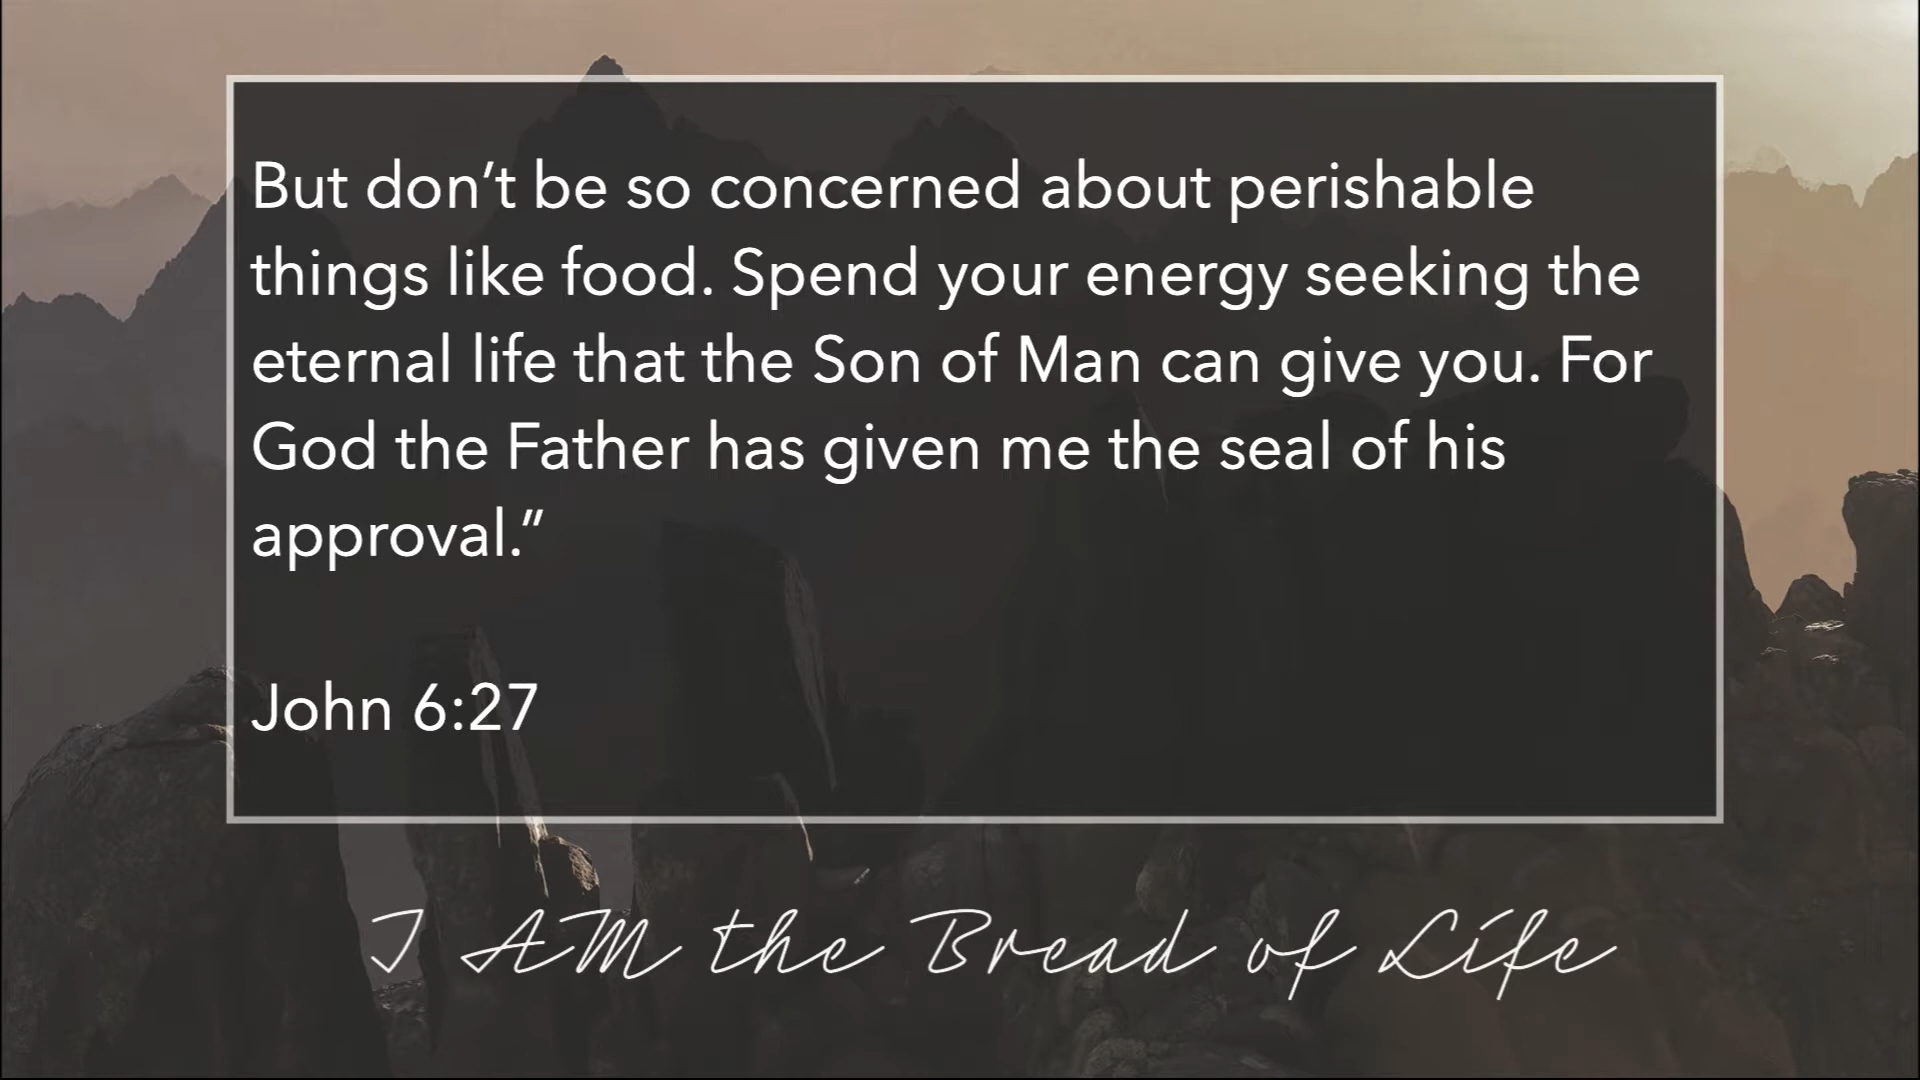 But don’t be so concerned about perishable
things like food. Spend your energy seeking the
eternal life that the Son of Man can give you. For
God the Father has given me the seal of his
approval.”
John 6:27
I AM the Bread of Life